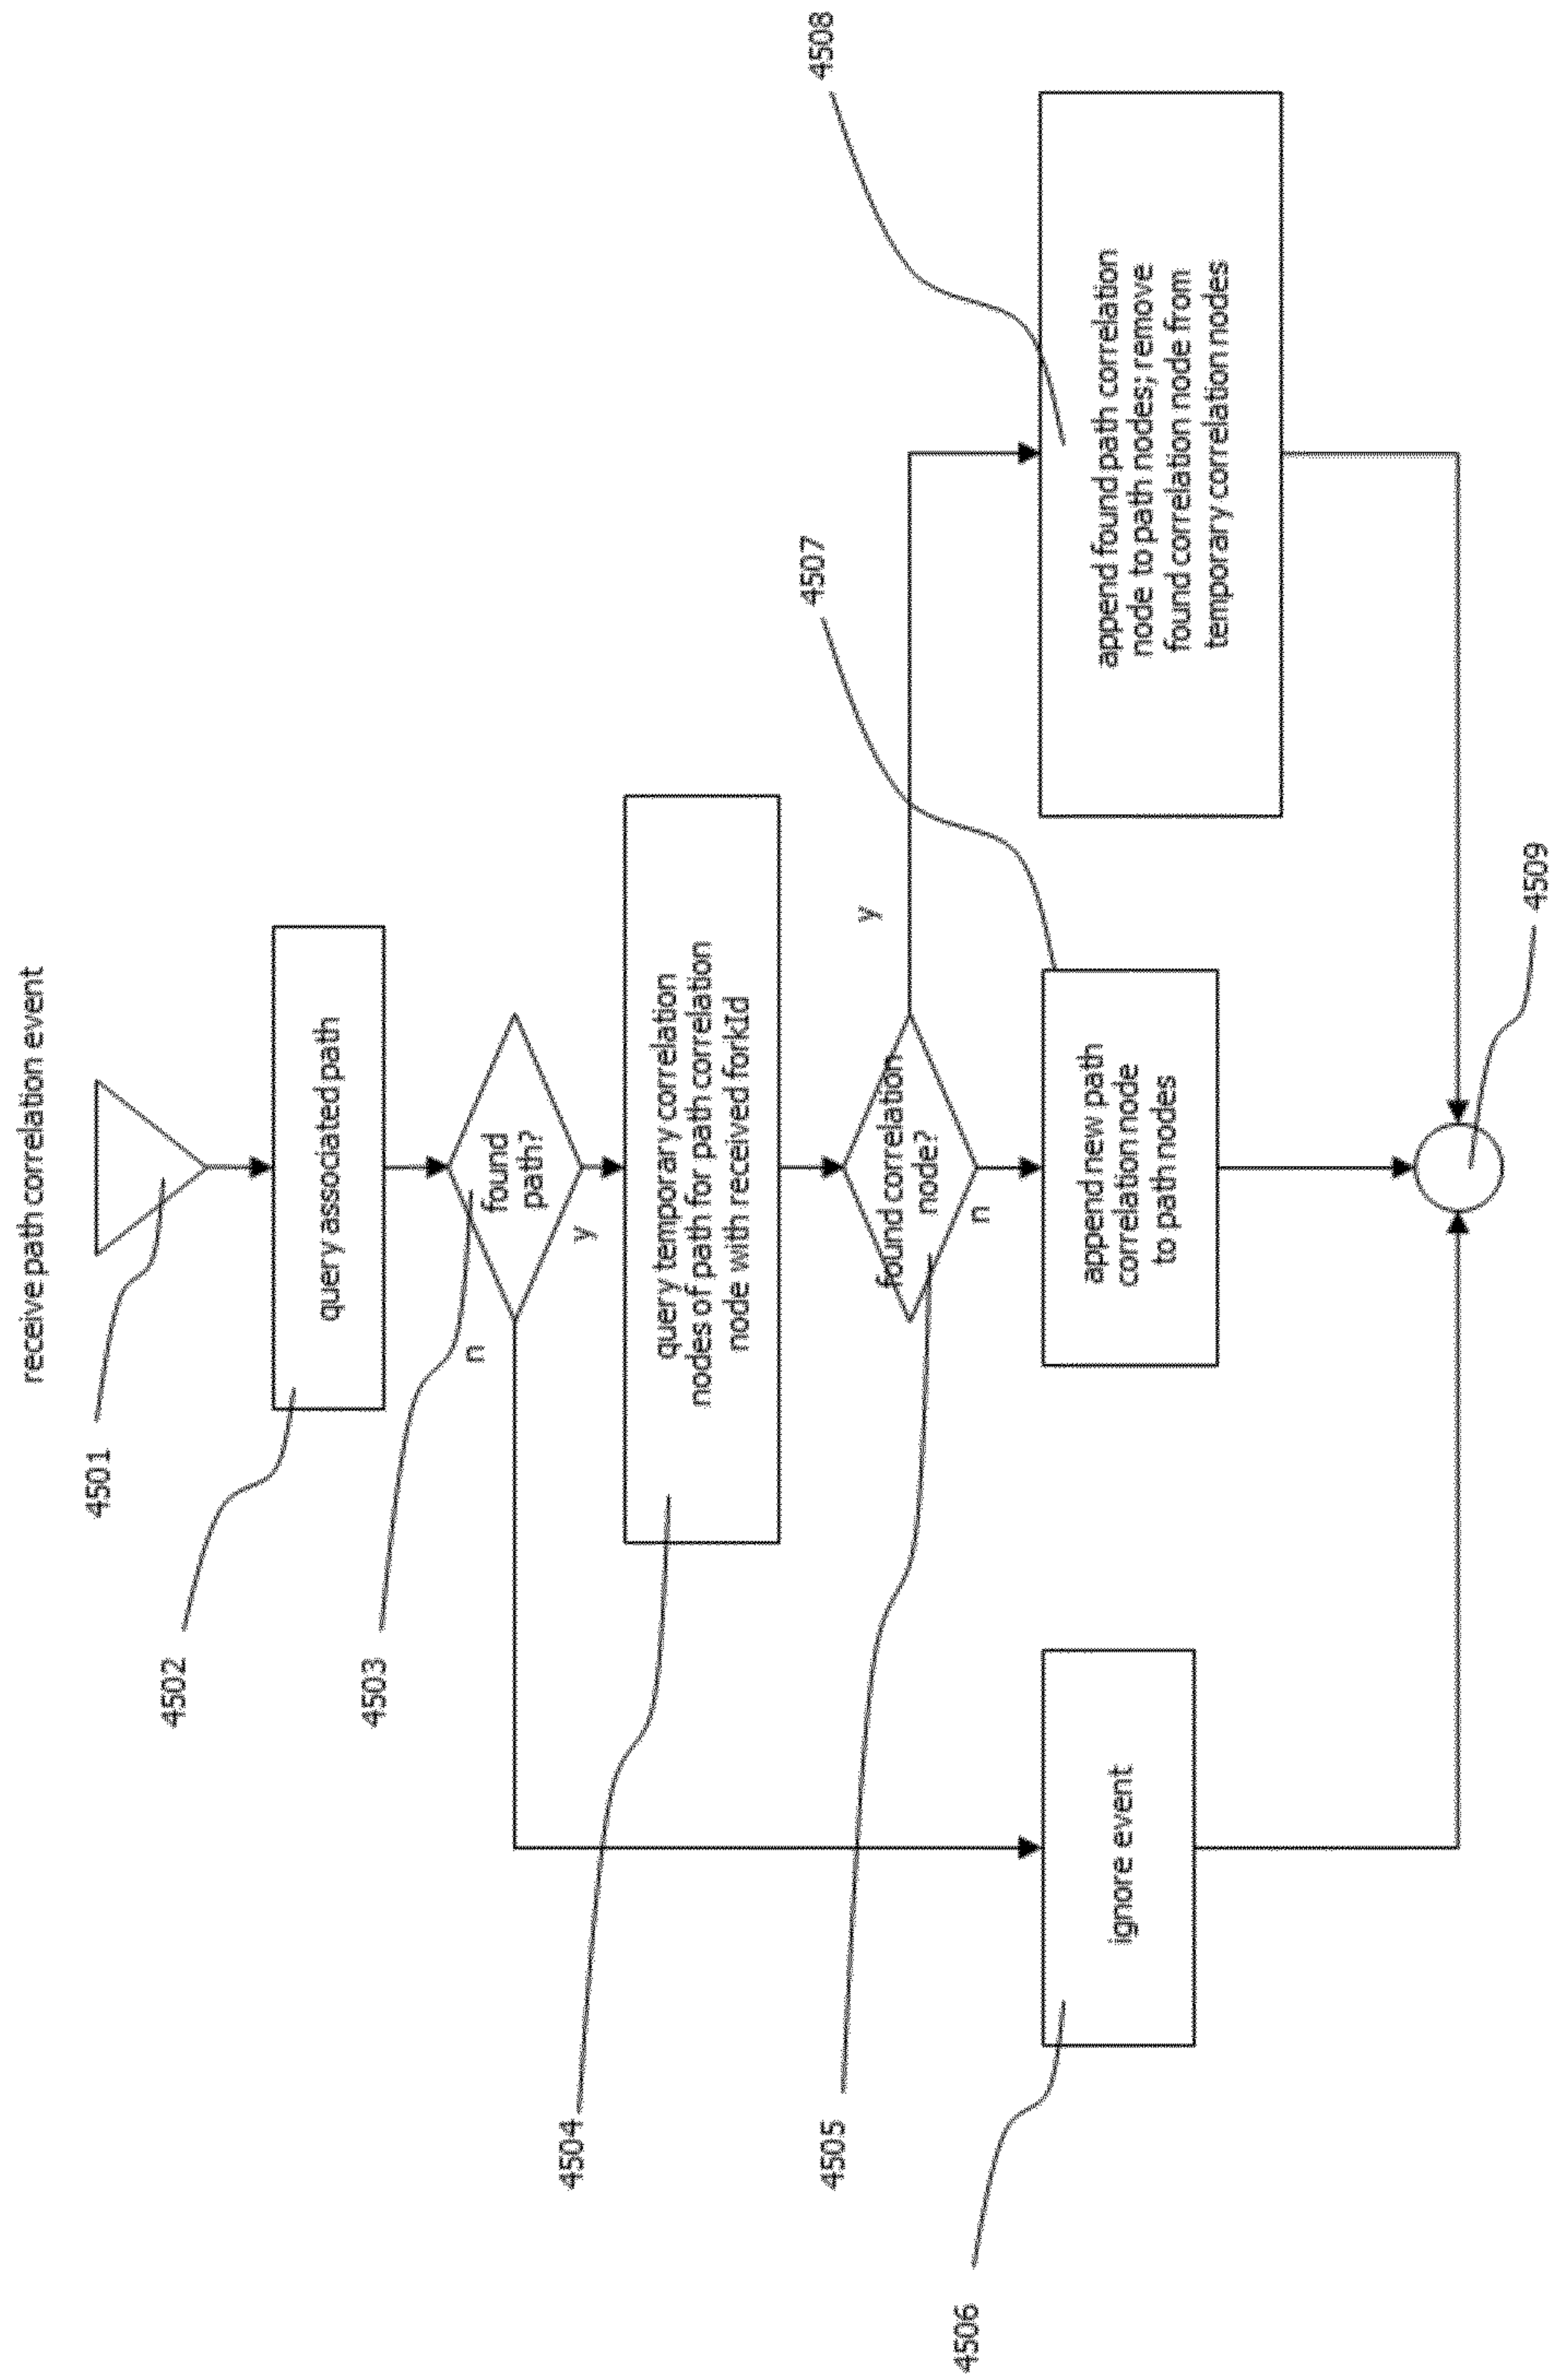 receive path correlation event
4501
4502
query associated path
4503
found
path?
n
y
4504
query temporary correlation
nodes of path for path correlation
node with received forkId
4505
found correlation
node?
n
y
4506
ignore event
4507
append new path
correlation node
to path nodes
4508
append found path correlation
node to path nodes; remove
found correlation node from
temporary correlation nodes
4509